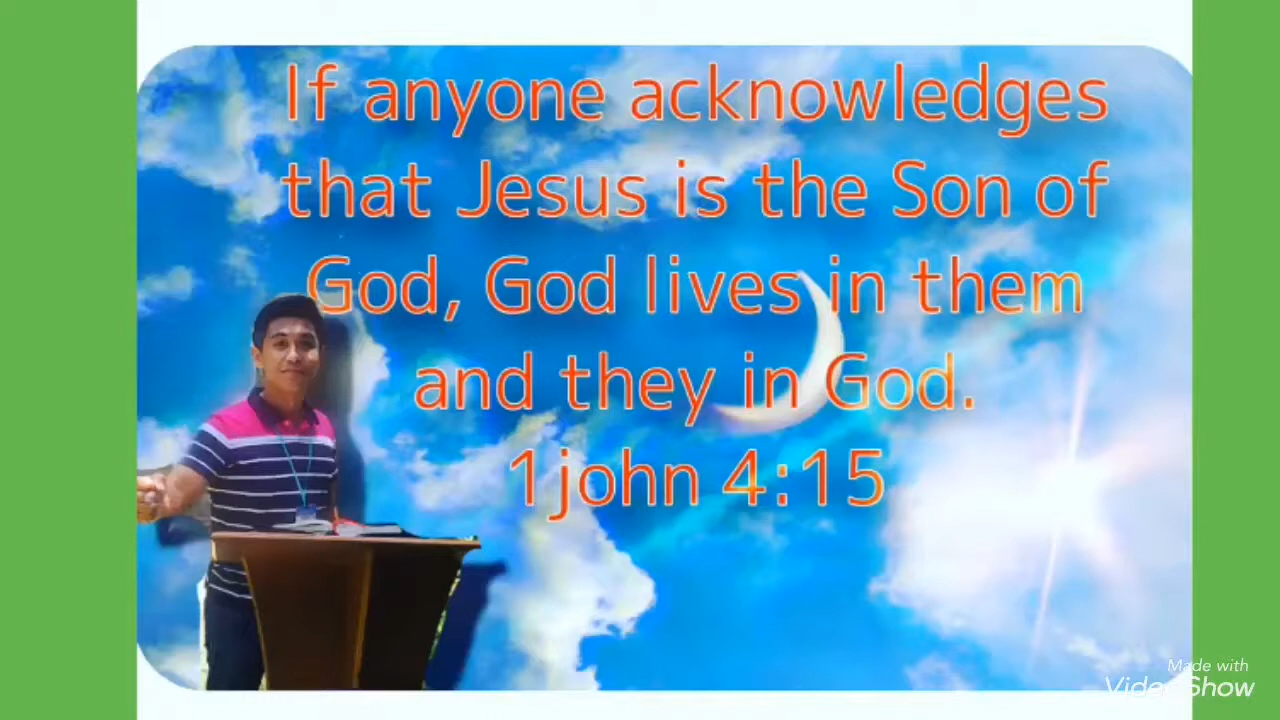 If anyone acknowledges
that Jesus is the Son of
God, God lives in them
and they in God.
1john 4:15
Made with
VideoShow